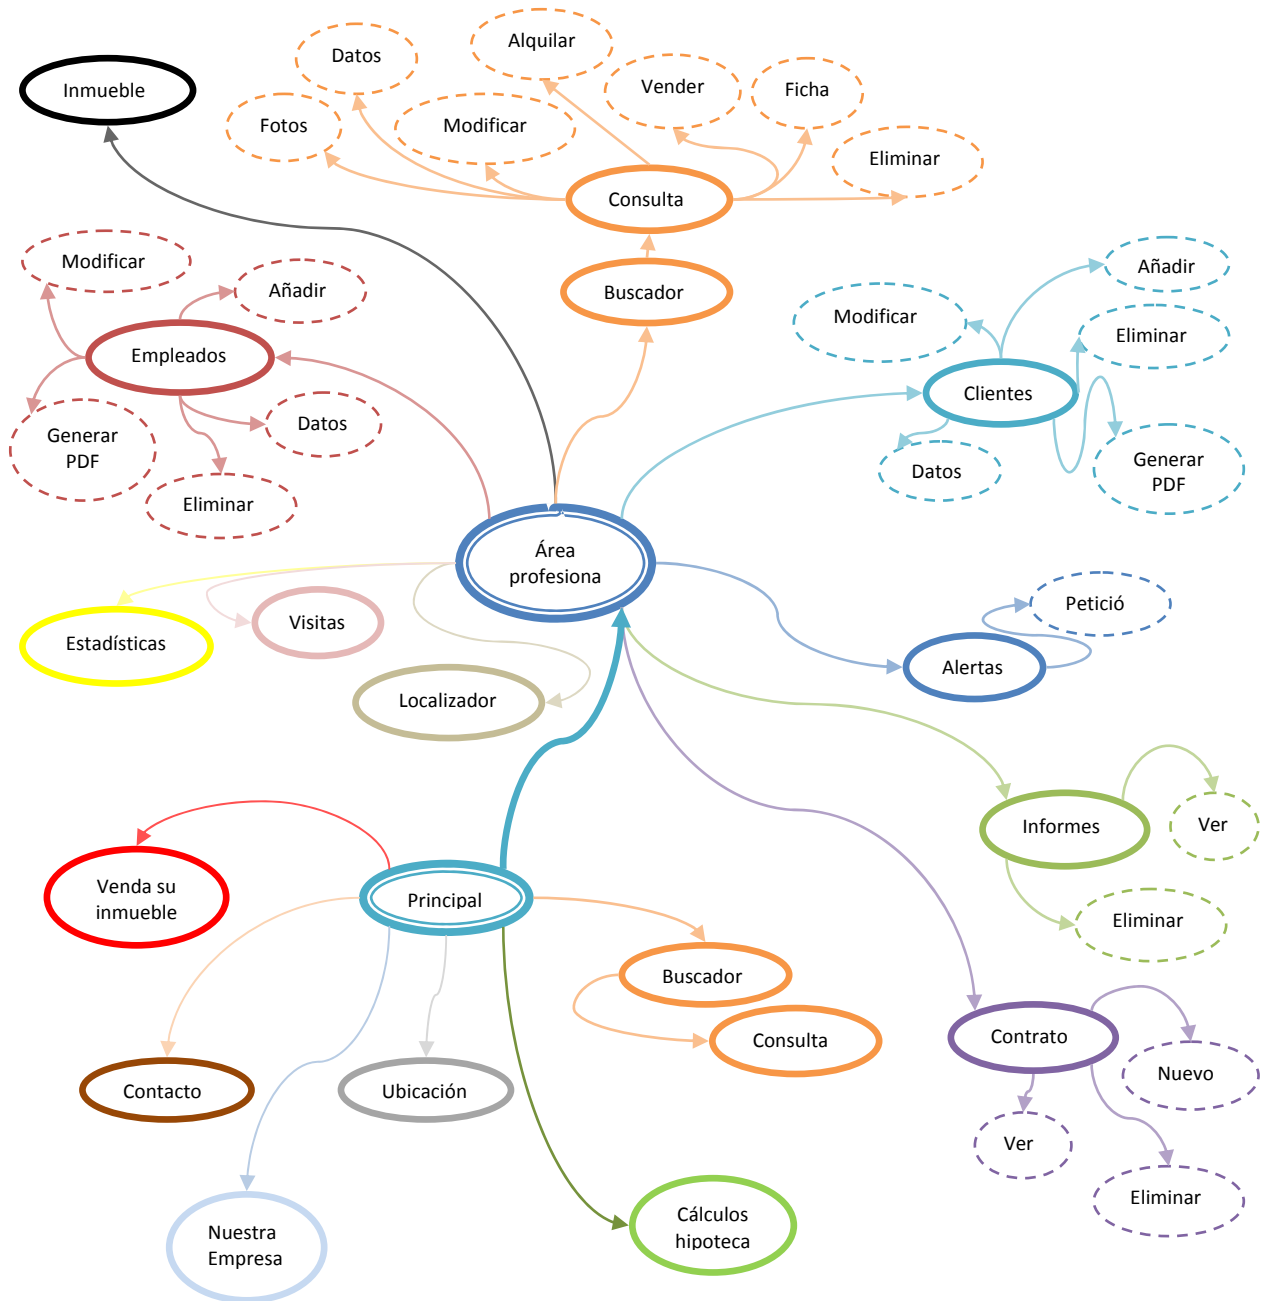 Alquilar
Datos
Vender
Ficha
Inmueble
Fotos
Modificar
Eliminar
Consulta
Modificar
Añadir
Añadir
Buscador
Modificar
Eliminar
Empleados
Clientes
Datos
Generar
PDF
Datos
Generar
PDF
Eliminar
Área
profesiona
Petició
Visitas
Estadísticas
Alertas
Localizador
Informes
Ver
Venda su
inmueble
Principal
Eliminar
Buscador
Consulta
Contrato
Nuevo
Contacto
Ubicación
Ver
Eliminar
Cálculos
hipoteca
Nuestra
Empresa